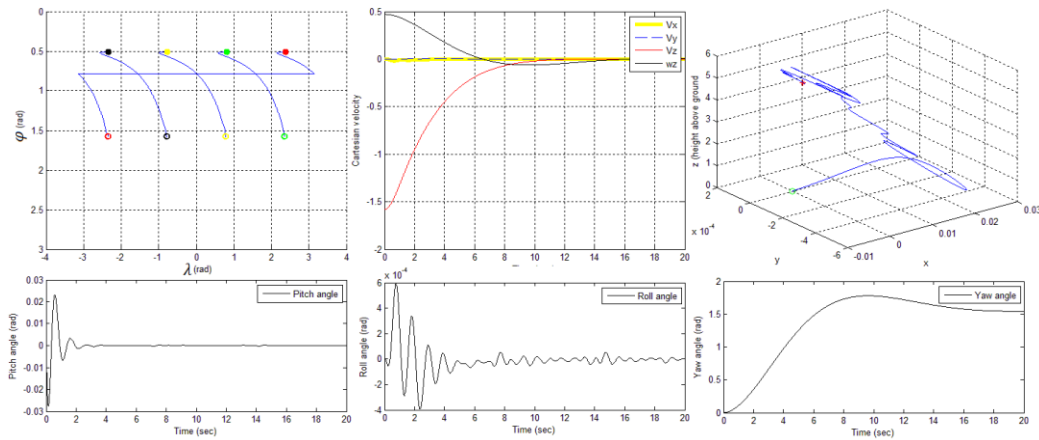 0
0.5
1
1.5
2
2.5
3
φ (rad)
-4 -3 -2 -1 0 1 2 3 4
λ (rad)
0.5
0
-0.5
-1
-1.5
-2
Cartesian velocity
Vx
Vy
Vz
wz
0 2 4 6 8 10 12 14 16 18 20
6
5
4
3
2
1
0
z (height above ground
x 10⁻⁴
2
0
-2
-4
-6
y
-0.01
0
0.01
0.02
0.03
x
0.03
0.02
0.01
0
-0.01
-0.02
-0.03
Pitch angle (rad)
Pitch angle
0 2 4 6 8 10 12 14 16 18 20
Time (sec)
x 10⁻⁴
6
4
2
0
-2
-4
Roll angle (rad)
Roll angle
0 2 4 6 8 10 12 14 16 18 20
Time (sec)
2
1.5
1
0.5
0
Yaw angle (rad)
Yaw angle
0 2 4 6 8 10 12 14 16 18 20
Time (sec)